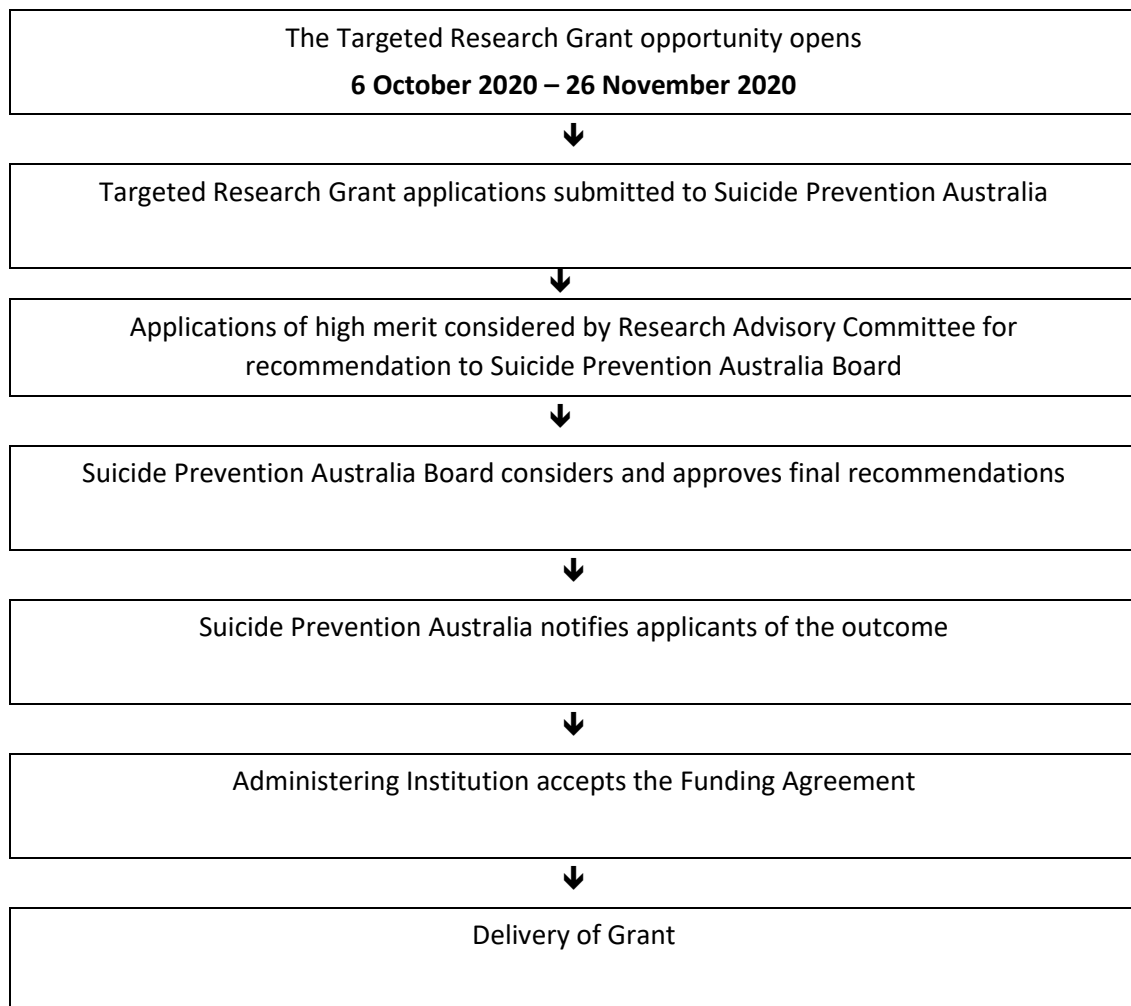 The Targeted Research Grant opportunity opens
6 October 2020 – 26 November 2020
Targeted Research Grant applications submitted to Suicide Prevention Australia
Applications of high merit considered by Research Advisory Committee for
recommendation to Suicide Prevention Australia Board
Suicide Prevention Australia Board considers and approves final recommendations
Suicide Prevention Australia notifies applicants of the outcome
Administering Institution accepts the Funding Agreement
Delivery of Grant